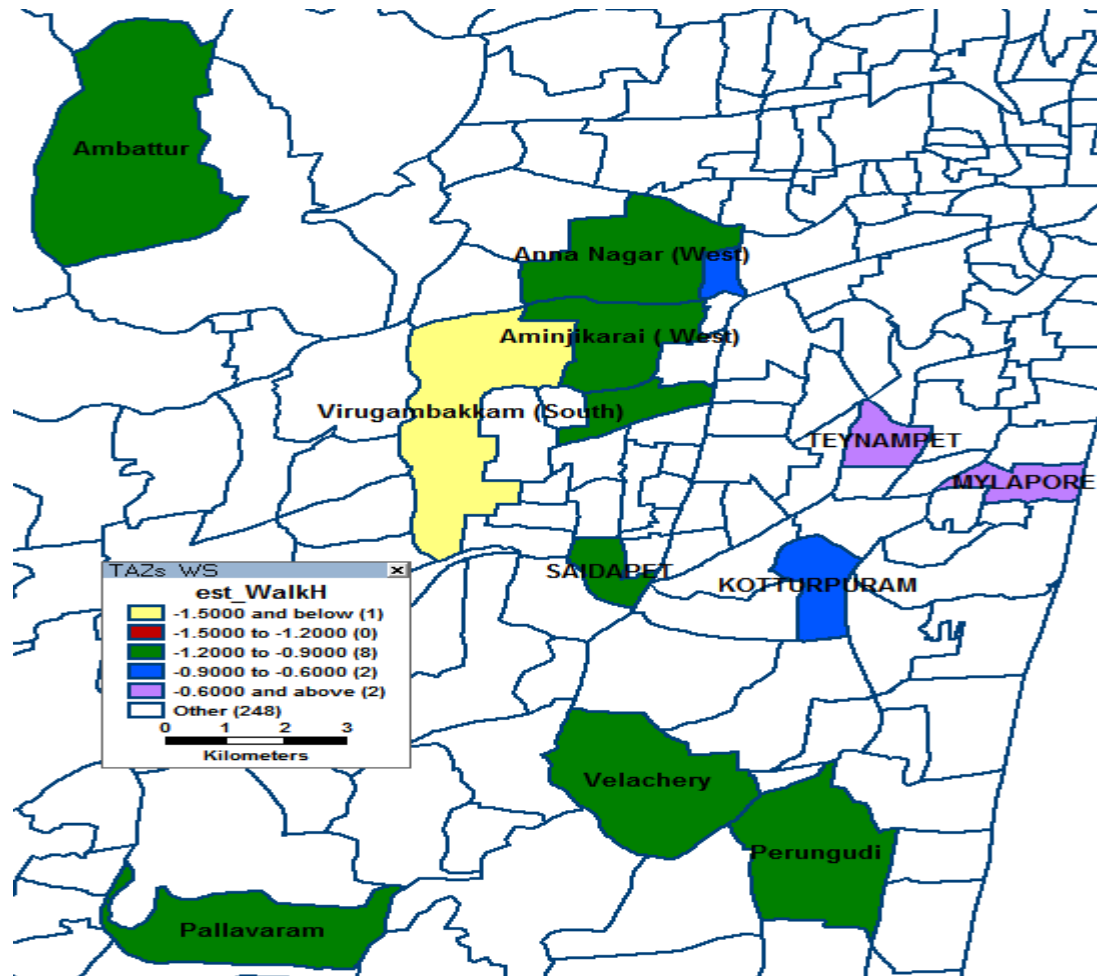 Ambattur
Anna Nagar (West)
Aminjikarai ( West)
Virugambakkam (South)
TEYNAMPET
MYLAPORE
SAIDAPET
KOTTURPURAM
TAZs WS
x
est_WalkH
-1.5000 and below (1)
-1.5000 to -1.2000 (0)
-1.2000 to -0.9000 (8)
-0.9000 to -0.6000 (2)
-0.6000 and above (2)
Other (248)
0 1 2 3
Kilometers
Velachery
Perungudi
Pallavaram